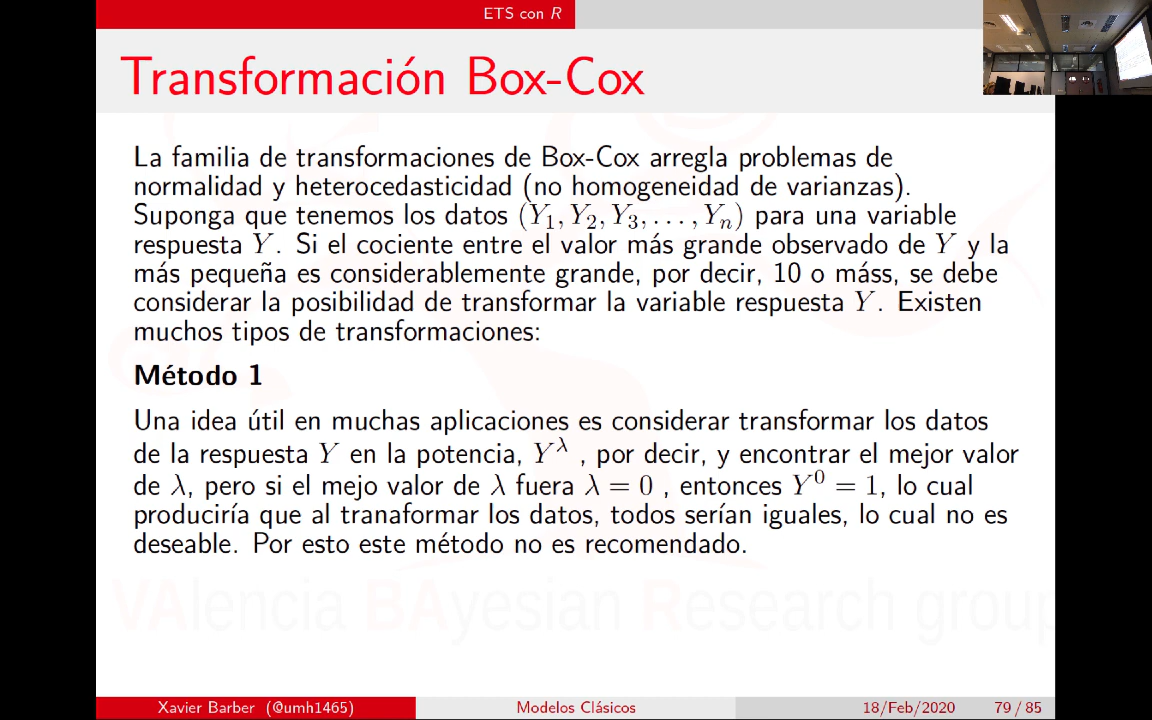 ETS con R
Transformación Box-Cox
La familia de transformaciones de Box-Cox arregla problemas de
normalidad y heterocedasticidad (no homogeneidad de varianzas).
Suponga que tenemos los datos (Y₁, Y₂, Y₃, . . . , Yₙ) para una variable
respuesta Y. Si el cociente entre el valor más grande observado de Y y la
más pequeña es considerablemente grande, por decir, 10 o máss, se debe
considerar la posibilidad de transformar la variable respuesta Y. Existen
muchos tipos de transformaciones:
Método 1
Una idea útil en muchas aplicaciones es considerar transformar los datos
de la respuesta Y en la potencia, Y^λ , por decir, y encontrar el mejor valor
de λ, pero si el mejo valor de λ fuera λ = 0 , entonces Y⁰ = 1, lo cual
produciría que al tranaformar los datos, todos serían iguales, lo cual no es
deseable. Por esto este método no es recomendado.
VAlencia BAyesian Research group
Xavier Barber (@umh1465)
Modelos Clásicos
18/Feb/2020
79 / 85